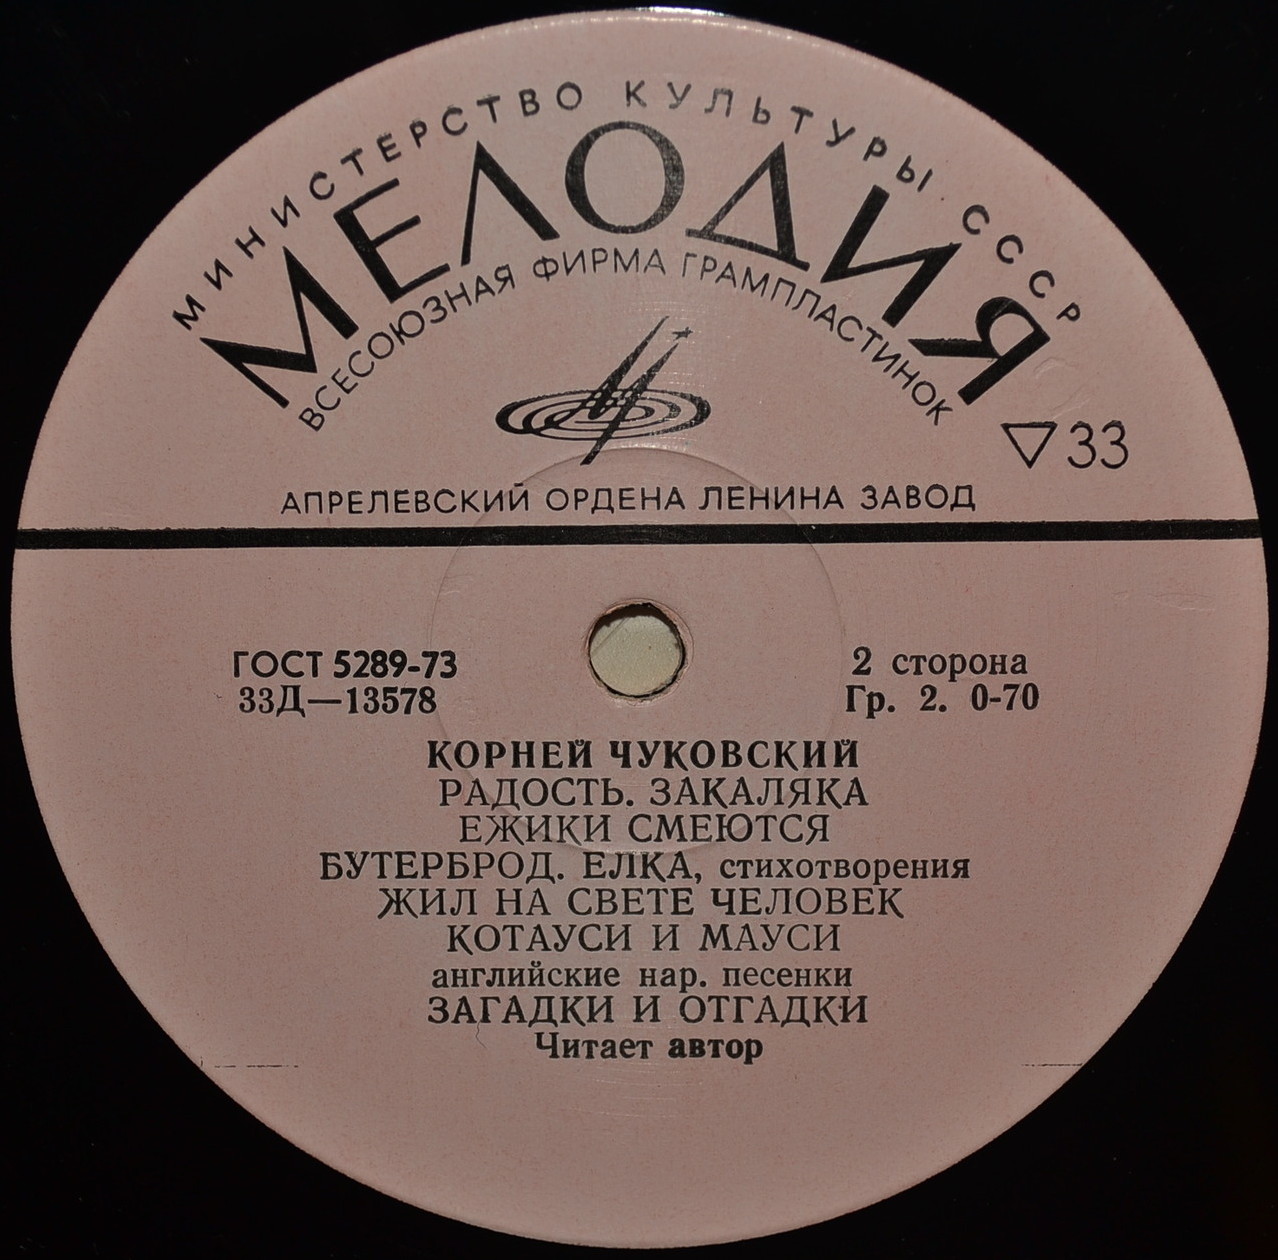 МИНИСТЕРСТВО КУЛЬТУРЫ СССР
МЕЛОДИЯ
ВСЕСОЮЗНАЯ ФИРМА ГРАМПЛАСТИНОК
▽33
АПРЕЛЕВСКИЙ ОРДЕНА ЛЕНИНА ЗАВОД
ГОСТ 5289-73
33Д—13578
2 сторона
Гр. 2. 0-70
КОРНЕЙ ЧУКОВСКИЙ
РАДОСТЬ. ЗАКАЛЯКА
ЕЖИКИ СМЕЮТСЯ
БУТЕРБРОД. ЕЛКА, стихотворения
ЖИЛ НА СВЕТЕ ЧЕЛОВЕК
КОТАУСИ И МАУСИ
английские нар. песенки
ЗАГАДКИ И ОТГАДКИ
Читает автор